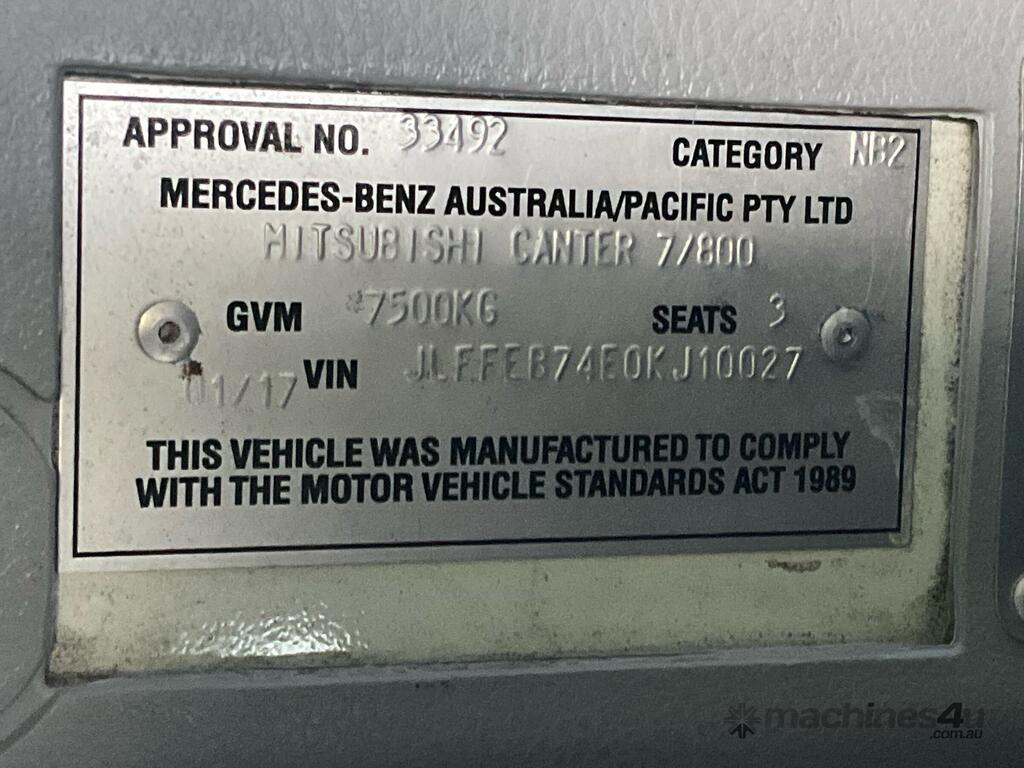 APPROVAL NO. 33492 CATEGORY NB2
MERCEDES-BENZ AUSTRALIA/PACIFIC PTY LTD
MITSUBISHI CANTER 7/800
GVM *7500KG SEATS 3
01/17 VIN JLFFEB74E0KJ10027
THIS VEHICLE WAS MANUFACTURED TO COMPLY
WITH THE MOTOR VEHICLE STANDARDS ACT 1989
machines4u
.com.au